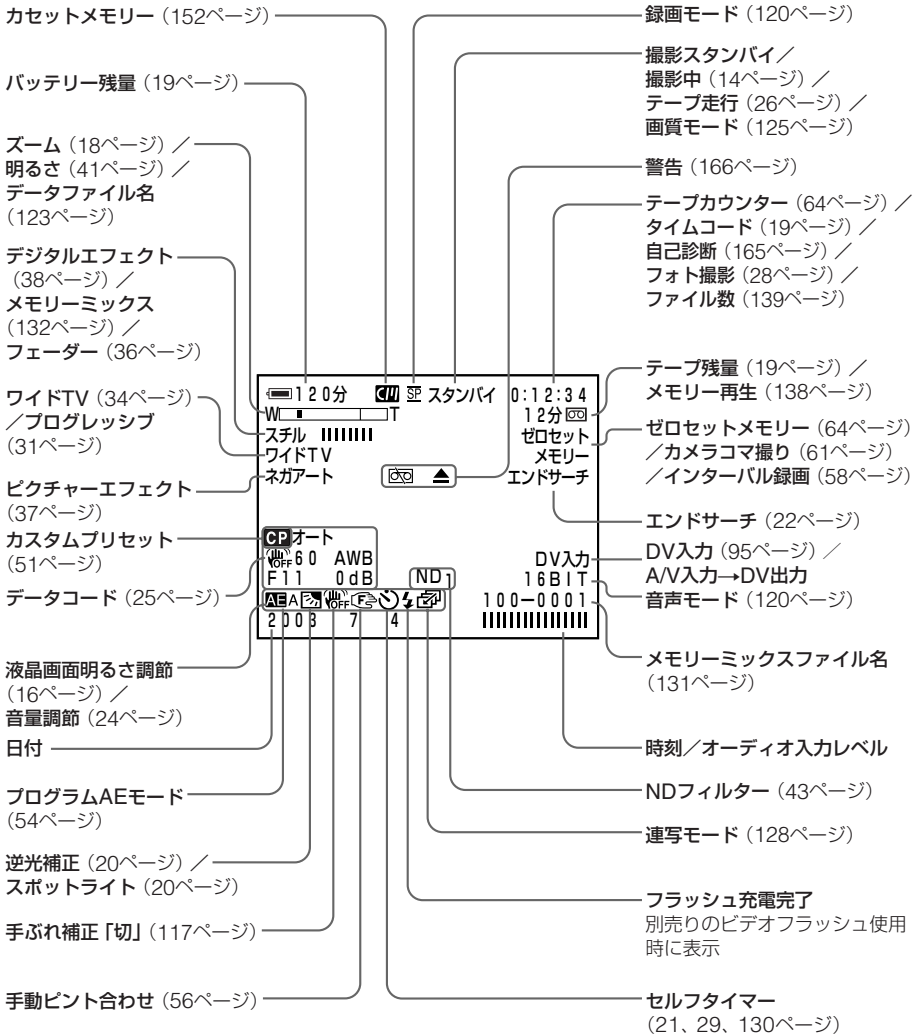 カセットメモリー（152ページ）
バッテリー残量（19ページ）
ズーム（18ページ）／
明るさ（41ページ）／
データファイル名
（123ページ）
デジタルエフェクト
（38ページ）／
メモリーミックス
（132ページ）／
フェーダー（36ページ）
ワイドTV（34ページ）
／プログレッシブ
（31ページ）
ピクチャーエフェクト
（37ページ）
カスタムプリセット
（51ページ）
データコード（25ページ）
液晶画面明るさ調節
（16ページ）／
音量調節（24ページ）
日付
プログラムAEモード
（54ページ）
逆光補正（20ページ）／
スポットライト（20ページ）
手ぶれ補正「切」（117ページ）
手動ピント合わせ（56ページ）
120分 CM SP スタンバイ 0:12:34
W T 12分
スチル ゼロセット
ワイドTV メモリー
ネガアート エンドサーチ
CP オート
OFF 60 AWB DV入力
F11 0dB ND 16BIT
AE A OFF F 100−0001
2003 7 4
録画モード（120ページ）
撮影スタンバイ／
撮影中（14ページ）／
テープ走行（26ページ）／
画質モード（125ページ）
警告（166ページ）
テープカウンター（64ページ）／
タイムコード（19ページ）／
自己診断（165ページ）／
フォト撮影（28ページ）／
ファイル数（139ページ）
テープ残量（19ページ）／
メモリー再生（138ページ）
ゼロセットメモリー（64ページ）
／カメラコマ撮り（61ページ）
／インターバル録画（58ページ）
エンドサーチ（22ページ）
DV入力（95ページ）／
A/V入力→DV出力
音声モード（120ページ）
メモリーミックスファイル名
（131ページ）
時刻／オーディオ入力レベル
NDフィルター（43ページ）
連写モード（128ページ）
フラッシュ充電完了
別売りのビデオフラッシュ使用
時に表示
セルフタイマー
（21、29、130ページ）